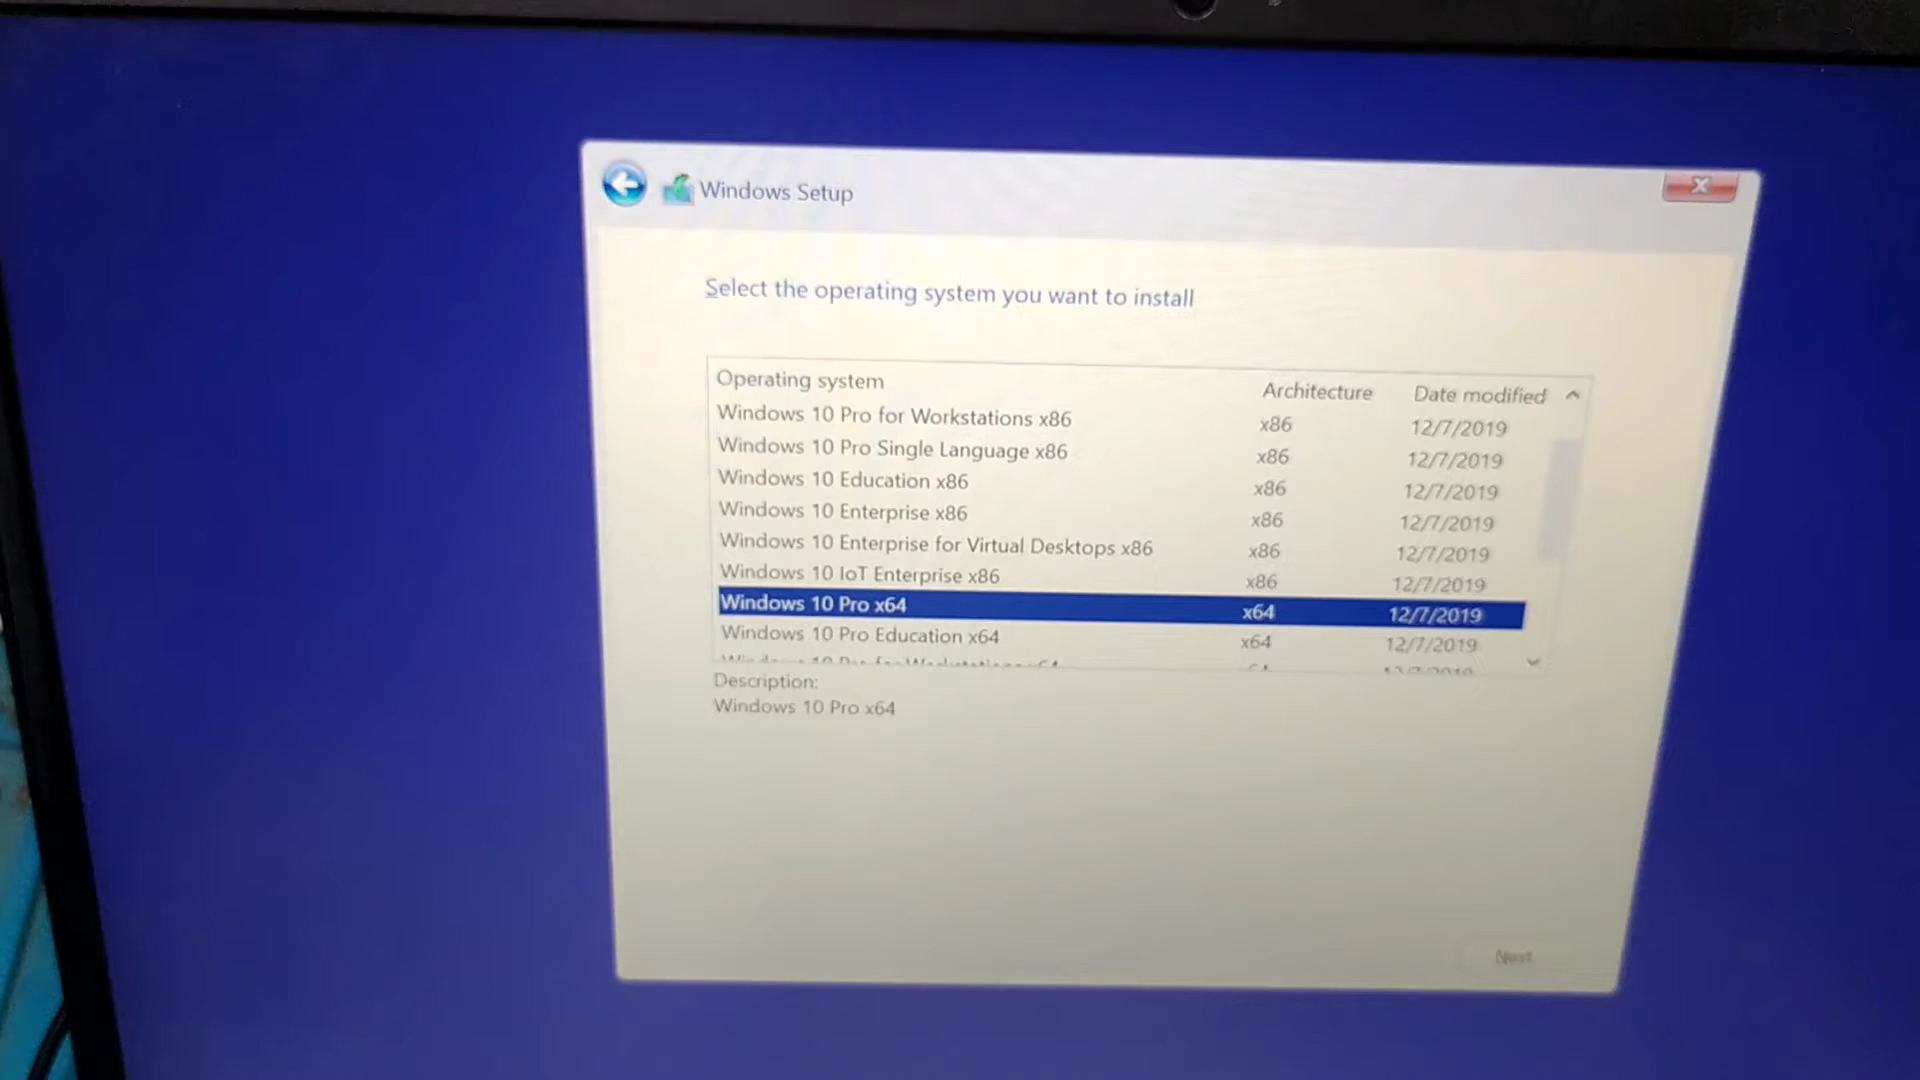 Windows Setup
Select the operating system you want to install
Operating system Architecture Date modified
Windows 10 Pro for Workstations x86 x86 12/7/2019
Windows 10 Pro Single Language x86 x86 12/7/2019
Windows 10 Education x86 x86 12/7/2019
Windows 10 Enterprise x86 x86 12/7/2019
Windows 10 Enterprise for Virtual Desktops x86 x86 12/7/2019
Windows 10 IoT Enterprise x86 x86 12/7/2019
Windows 10 Pro x64 x64 12/7/2019
Windows 10 Pro Education x64 x64 12/7/2019
Description:
Windows 10 Pro x64
Next